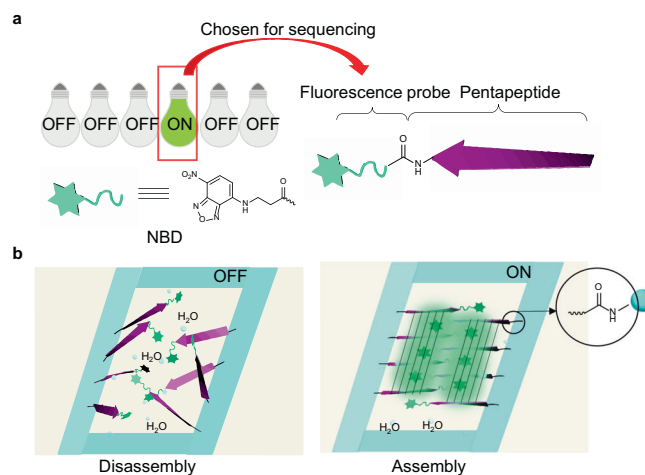 a
Chosen for sequencing
Fluorescence probe Pentapeptide
OFF OFF OFF ON OFF OFF
O
N
H
NO₂
O
N
H
N
O
N
NBD
b
OFF
H₂O
H₂O
H₂O
Disassembly
ON
O
N
H
H₂O H₂O
Assembly